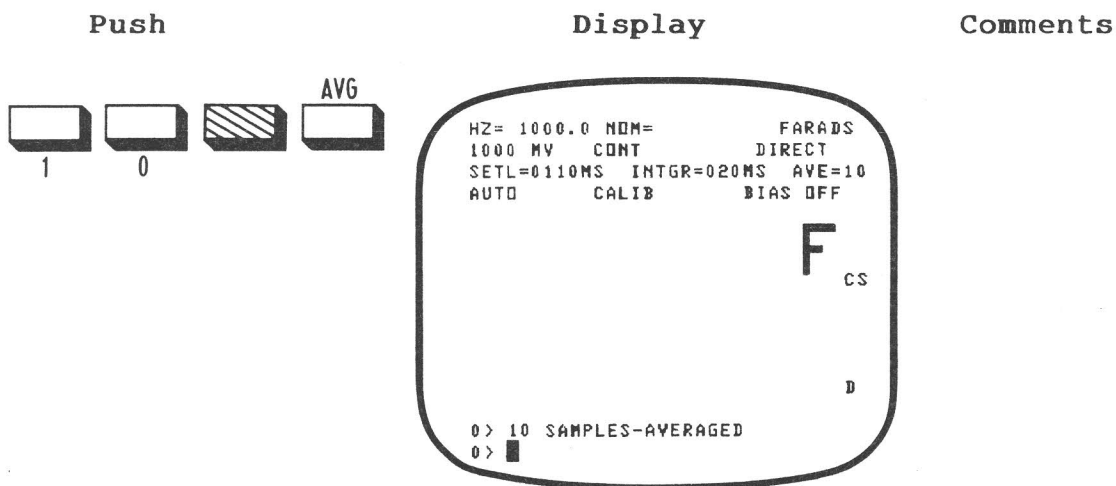 Push Display Comments
AVG
1 0
HZ= 1000.0 NOM= FARADS
1000 MV CONT DIRECT
SETL=0110MS INTGR=020MS AVE=10
AUTO CALIB BIAS OFF
F
CS
D
0> 10 SAMPLES-AVERAGED
0>